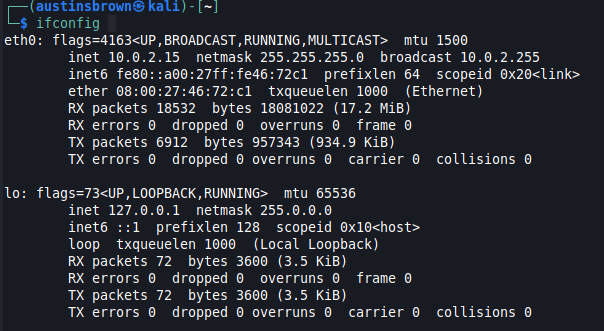 ┌──(austinsbrown㉿kali)-[~]
└─$ ifconfig
eth0: flags=4163<UP,BROADCAST,RUNNING,MULTICAST>  mtu 1500
        inet 10.0.2.15  netmask 255.255.255.0  broadcast 10.0.2.255
        inet6 fe80::a00:27ff:fe46:72c1  prefixlen 64  scopeid 0x20<link>
        ether 08:00:27:46:72:c1  txqueuelen 1000  (Ethernet)
        RX packets 18532  bytes 18081022 (17.2 MiB)
        RX errors 0  dropped 0  overruns 0  frame 0
        TX packets 6912  bytes 957343 (934.9 KiB)
        TX errors 0  dropped 0 overruns 0  carrier 0  collisions 0

lo: flags=73<UP,LOOPBACK,RUNNING>  mtu 65536
        inet 127.0.0.1  netmask 255.0.0.0
        inet6 ::1  prefixlen 128  scopeid 0x10<host>
        loop  txqueuelen 1000  (Local Loopback)
        RX packets 72  bytes 3600 (3.5 KiB)
        RX errors 0  dropped 0  overruns 0  frame 0
        TX packets 72  bytes 3600 (3.5 KiB)
        TX errors 0  dropped 0 overruns 0  carrier 0  collisions 0